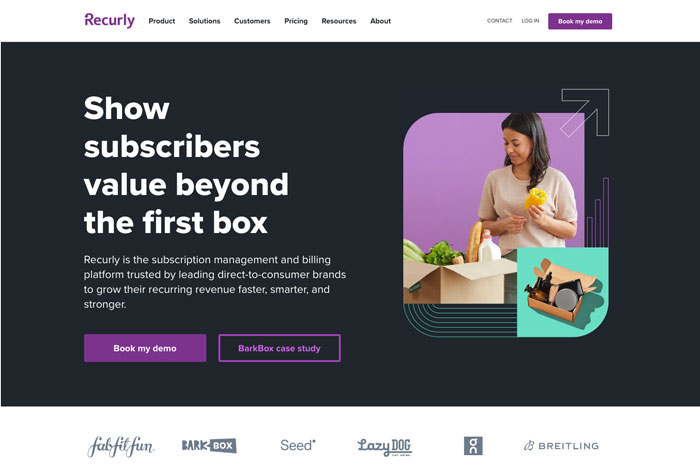 Recurly Product Solutions Customers Pricing Resources About CONTACT LOG IN Book my demo
Show
subscribers
value beyond
the first box
Recurly is the subscription management and billing
platform trusted by leading direct-to-consumer brands
to grow their recurring revenue faster, smarter, and
stronger.
Book my demo BarkBox case study
fabfitfun BARK BOX Seed Lazy DOG On BREITLING